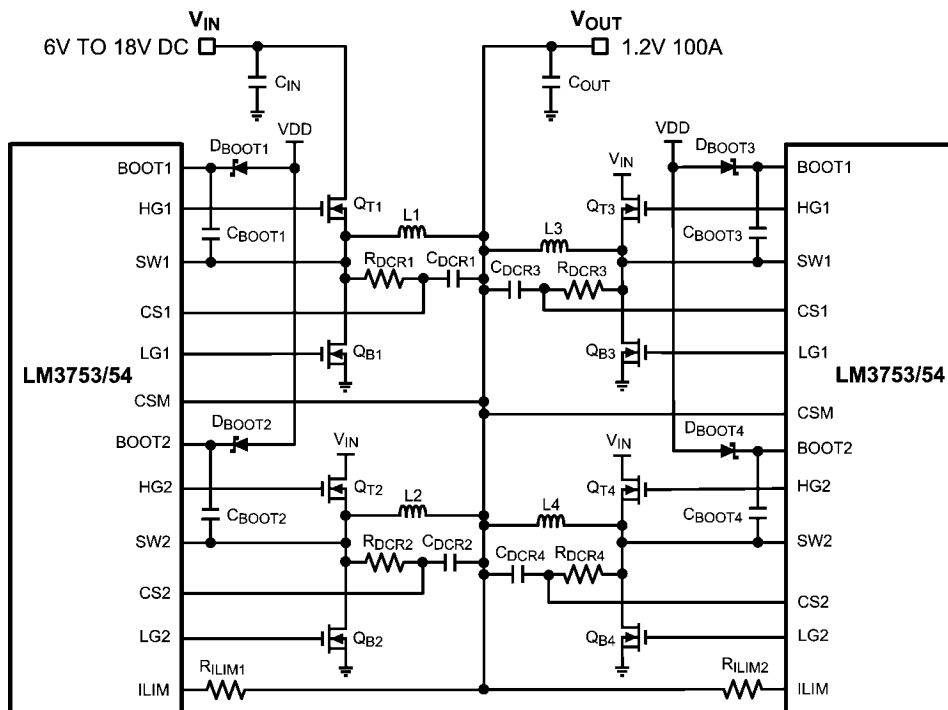 VIN
VOUT
6V TO 18V DC
1.2V 100A
CIN
COUT
VDD
VDD
DBOOT1
DBOOT3
BOOT1
VIN
BOOT1
HG1
QT1
QT3
HG1
L1
L3
CBOOT1
CBOOT3
SW1
RDCR1
CDCR1
CDCR3
RDCR3
SW1
CS1
CS1
LG1
QB1
QB3
LG1
LM3753/54
LM3753/54
CSM
CSM
DBOOT2
DBOOT4
BOOT2
VIN
VIN
BOOT2
HG2
QT2
QT4
HG2
L2
L4
CBOOT2
CBOOT4
SW2
RDCR2
CDCR2
CDCR4
RDCR4
SW2
CS2
CS2
LG2
QB2
QB4
LG2
RILIM1
RILIM2
ILIM
ILIM